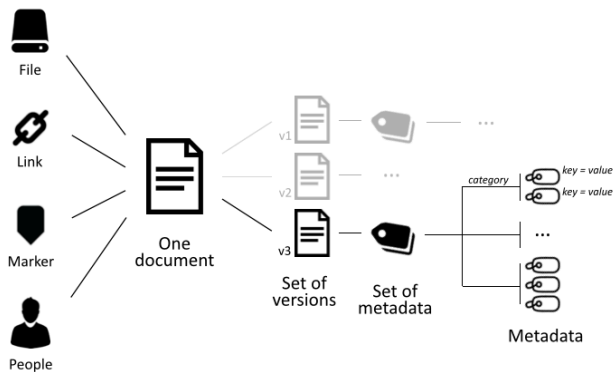 File
Link
Marker
People
One
document
v1
v2
v3
Set of
versions
...
...
Set of
metadata
category
key = value
key = value
...
Metadata